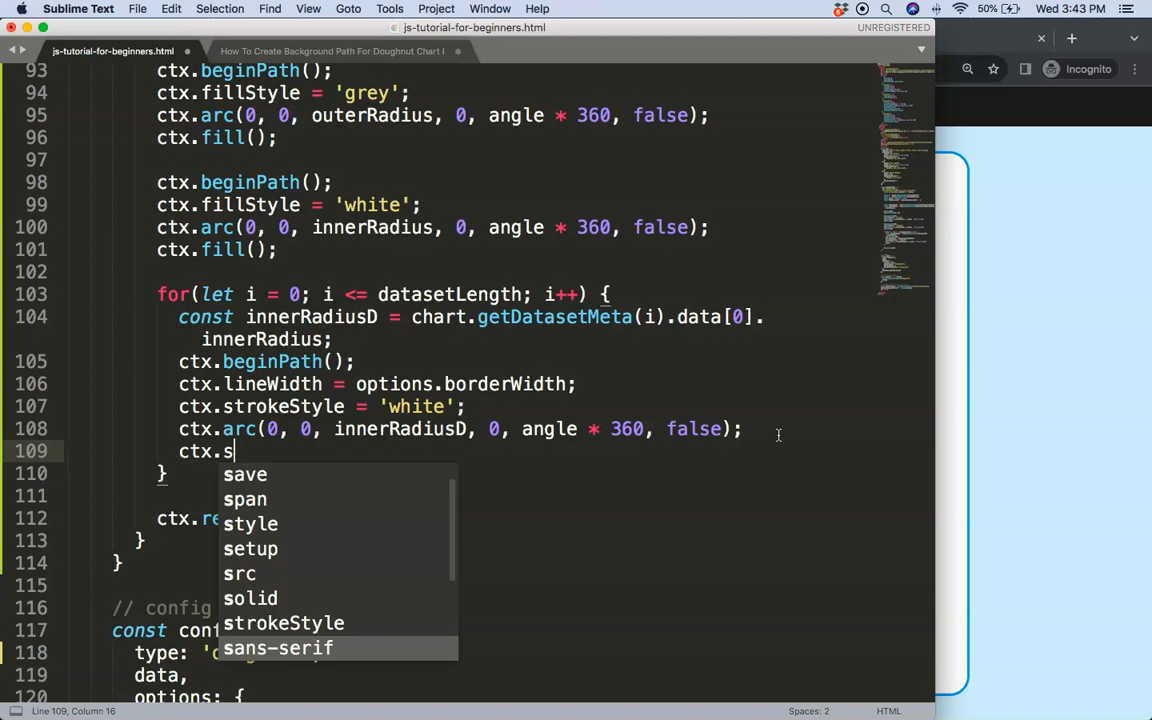 Sublime Text File Edit Selection Find View Goto Tools Project Window Help 50% Wed 3:43 PM
js-tutorial-for-beginners.html UNREGISTERED
js-tutorial-for-beginners.html How To Create Background Path For Doughnut Chart I
Incognito
93 ctx.beginPath();
94 ctx.fillStyle = 'grey';
95 ctx.arc(0, 0, outerRadius, 0, angle * 360, false);
96 ctx.fill();
97
98 ctx.beginPath();
99 ctx.fillStyle = 'white';
100 ctx.arc(0, 0, innerRadius, 0, angle * 360, false);
101 ctx.fill();
102
103 for(let i = 0; i <= datasetLength; i++) {
104 const innerRadiusD = chart.getDatasetMeta(i).data[0].
innerRadius;
105 ctx.beginPath();
106 ctx.lineWidth = options.borderWidth;
107 ctx.strokeStyle = 'white';
108 ctx.arc(0, 0, innerRadiusD, 0, angle * 360, false);
109 ctx.s
110 }
save
span
111
style
112 ctx.re
setup
113 }
114 }
src
115
solid
116 // config
strokeStyle
117 const conf
sans-serif
118 type: 'd
119 data,
120 options: {
Line 109, Column 16 Spaces: 2 HTML